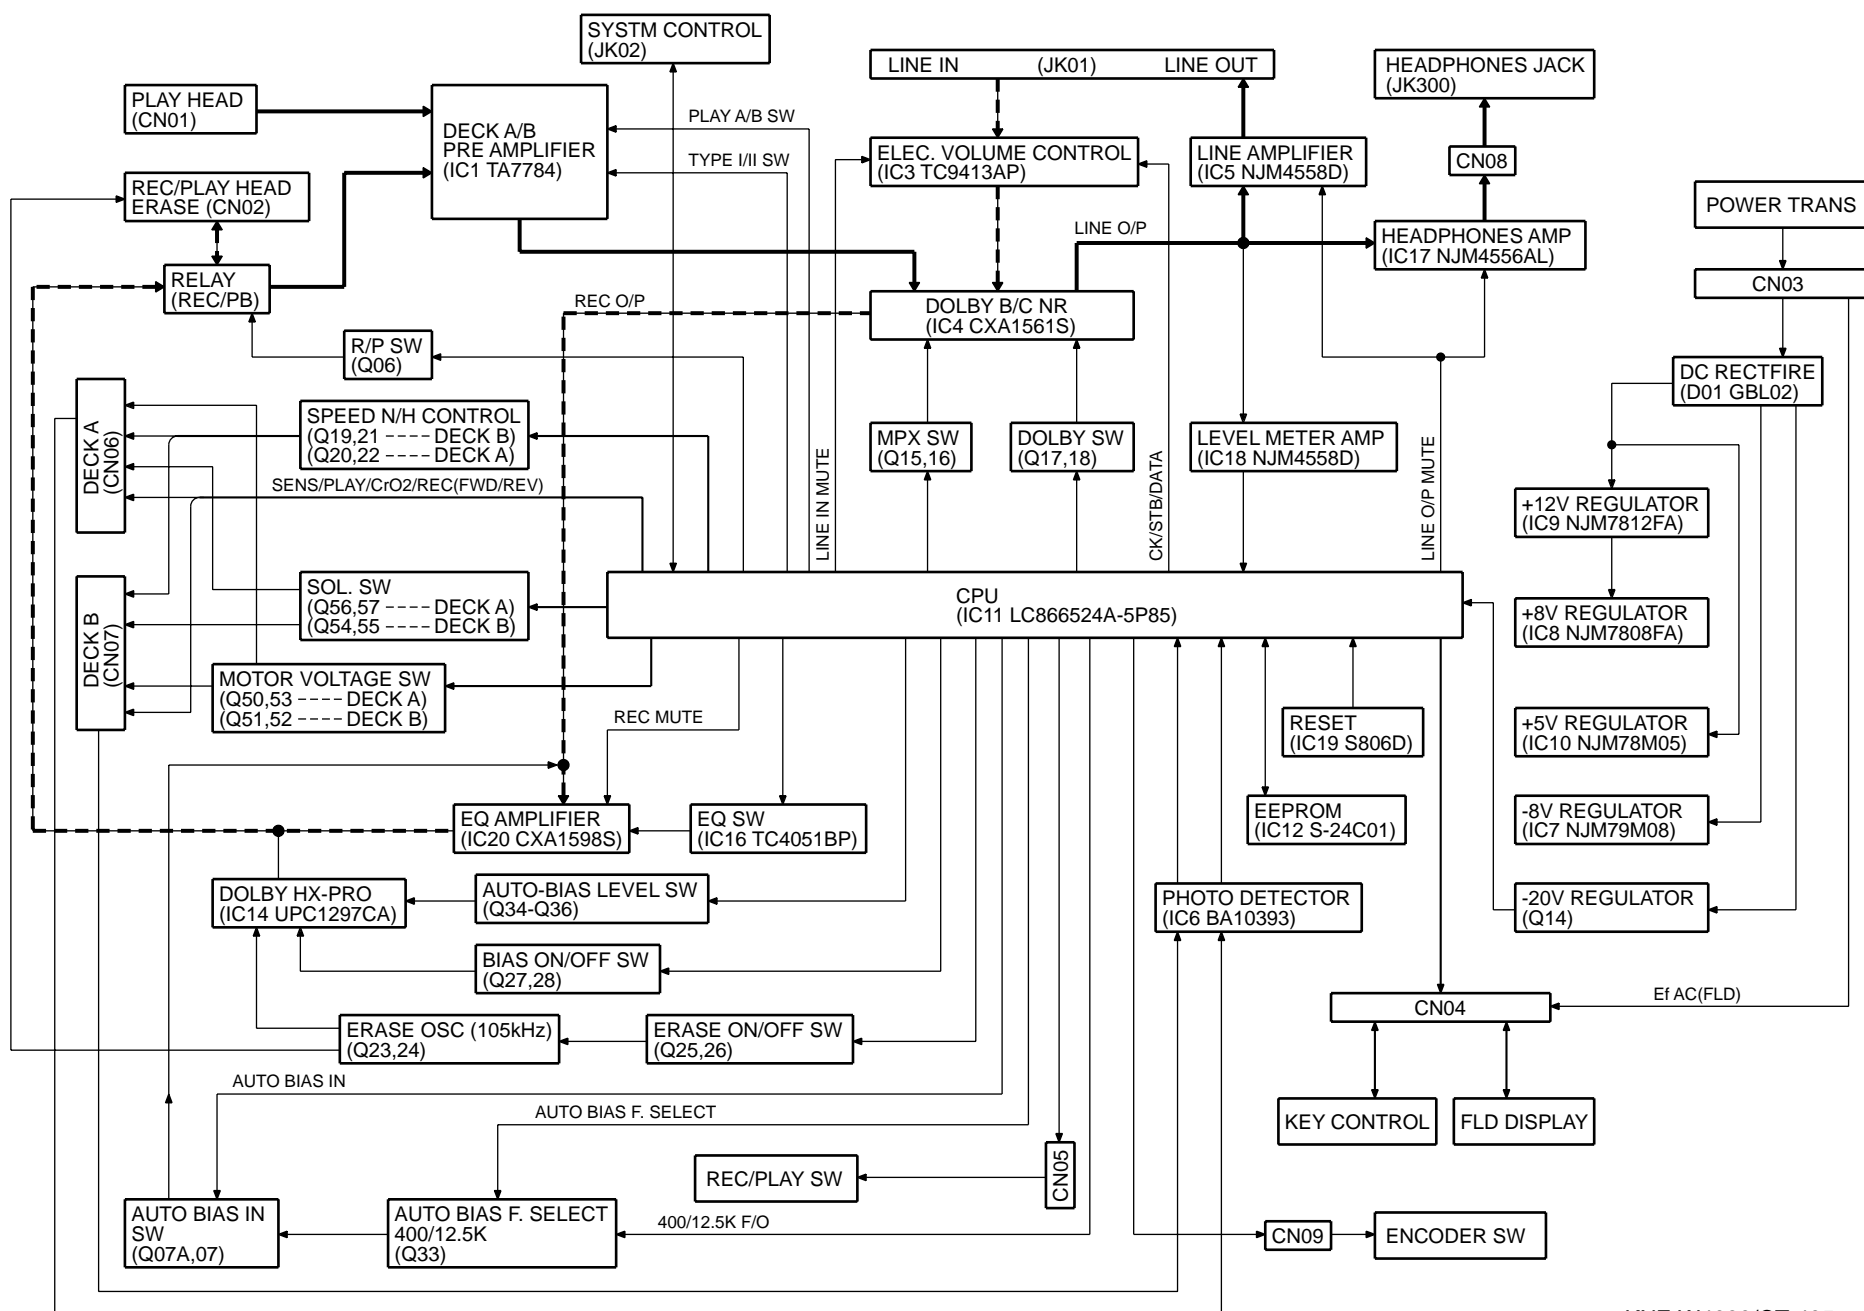 SYSTM CONTROL
(JK02)
LINE IN (JK01) LINE OUT
HEADPHONES JACK
(JK300)
PLAY HEAD
(CN01)
DECK A/B
PRE AMPLIFIER
(IC1 TA7784)
PLAY A/B SW
TYPE I/II SW
ELEC. VOLUME CONTROL
(IC3 TC9413AP)
LINE AMPLIFIER
(IC5 NJM4558D)
CN08
REC/PLAY HEAD
ERASE (CN02)
POWER TRANS
LINE O/P
HEADPHONES AMP
(IC17 NJM4556AL)
RELAY
(REC/PB)
CN03
REC O/P
DOLBY B/C NR
(IC4 CXA1561S)
R/P SW
(Q06)
DC RECTFIRE
(D01 GBL02)
DECK A
(CN06)
SPEED N/H CONTROL
(Q19,21 ---- DECK B)
(Q20,22 ---- DECK A)
MPX SW
(Q15,16)
DOLBY SW
(Q17,18)
LEVEL METER AMP
(IC18 NJM4558D)
SENS/PLAY/CrO2/REC(FWD/REV)
LINE IN MUTE
CK/STB/DATA
LINE O/P MUTE
+12V REGULATOR
(IC9 NJM7812FA)
DECK B
(CN07)
SOL. SW
(Q56,57 ---- DECK A)
(Q54,55 ---- DECK B)
CPU
(IC11 LC866524A-5P85)
+8V REGULATOR
(IC8 NJM7808FA)
MOTOR VOLTAGE SW
(Q50,53 ---- DECK A)
(Q51,52 ---- DECK B)
REC MUTE
RESET
(IC19 S806D)
+5V REGULATOR
(IC10 NJM78M05)
EQ AMPLIFIER
(IC20 CXA1598S)
EQ SW
(IC16 TC4051BP)
EEPROM
(IC12 S-24C01)
-8V REGULATOR
(IC7 NJM79M08)
DOLBY HX-PRO
(IC14 UPC1297CA)
AUTO-BIAS LEVEL SW
(Q34-Q36)
PHOTO DETECTOR
(IC6 BA10393)
-20V REGULATOR
(Q14)
BIAS ON/OFF SW
(Q27,28)
Ef AC(FLD)
CN04
ERASE OSC (105kHz)
(Q23,24)
ERASE ON/OFF SW
(Q25,26)
AUTO BIAS IN
AUTO BIAS F. SELECT
KEY CONTROL
FLD DISPLAY
REC/PLAY SW
CN05
AUTO BIAS IN
SW
(Q07A,07)
AUTO BIAS F. SELECT
400/12.5K
(Q33)
400/12.5K F/O
CN09
ENCODER SW